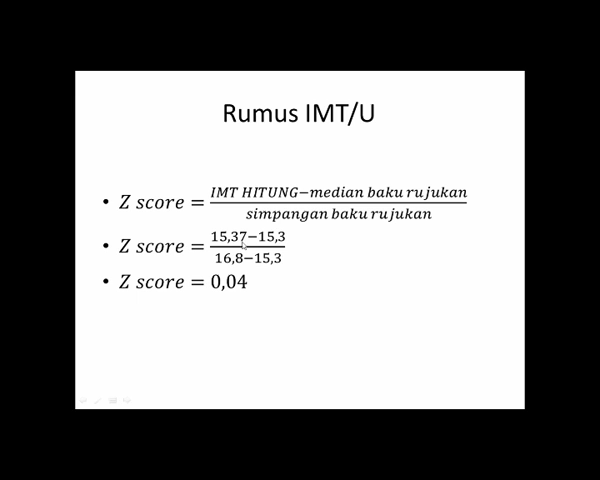 Rumus IMT/U
• Z score = IMT HITUNG−median baku rujukan / simpangan baku rujukan
• Z score = 15,37−15,3 / 16,8−15,3
• Z score = 0,04